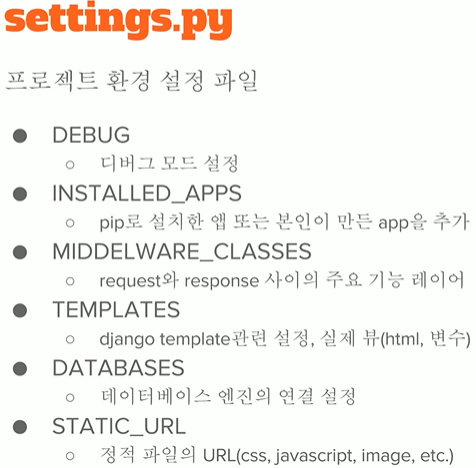 settings.py
프로젝트 환경 설정 파일
● DEBUG
○ 디버그 모드 설정
● INSTALLED_APPS
○ pip로 설치한 앱 또는 본인이 만든 app을 추가
● MIDDELWARE_CLASSES
○ request와 response 사이의 주요 기능 레이어
● TEMPLATES
○ django template관련 설정, 실제 뷰(html, 변수)
● DATABASES
○ 데이터베이스 엔진의 연결 설정
● STATIC_URL
○ 정적 파일의 URL(css, javascript, image, etc.)